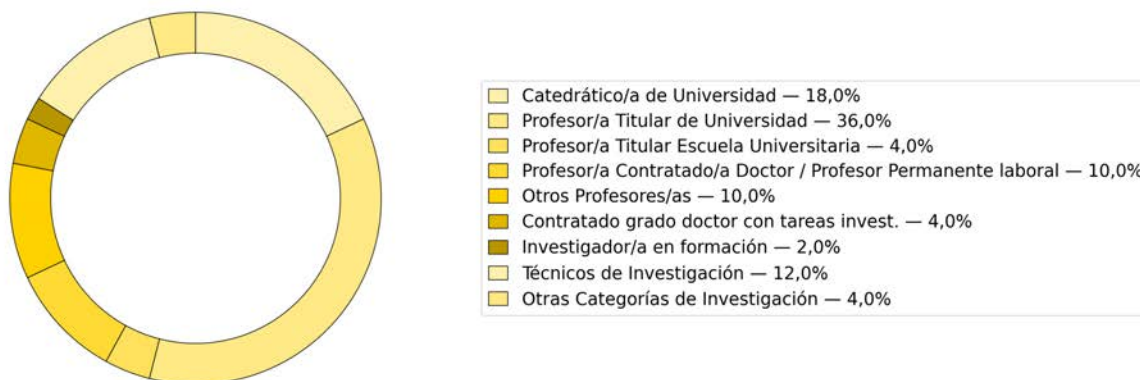 Catedrático/a de Universidad — 18,0%
Profesor/a Titular de Universidad — 36,0%
Profesor/a Titular Escuela Universitaria — 4,0%
Profesor/a Contratado/a Doctor / Profesor Permanente laboral — 10,0%
Otros Profesores/as — 10,0%
Contratado grado doctor con tareas invest. — 4,0%
Investigador/a en formación — 2,0%
Técnicos de Investigación — 12,0%
Otras Categorías de Investigación — 4,0%